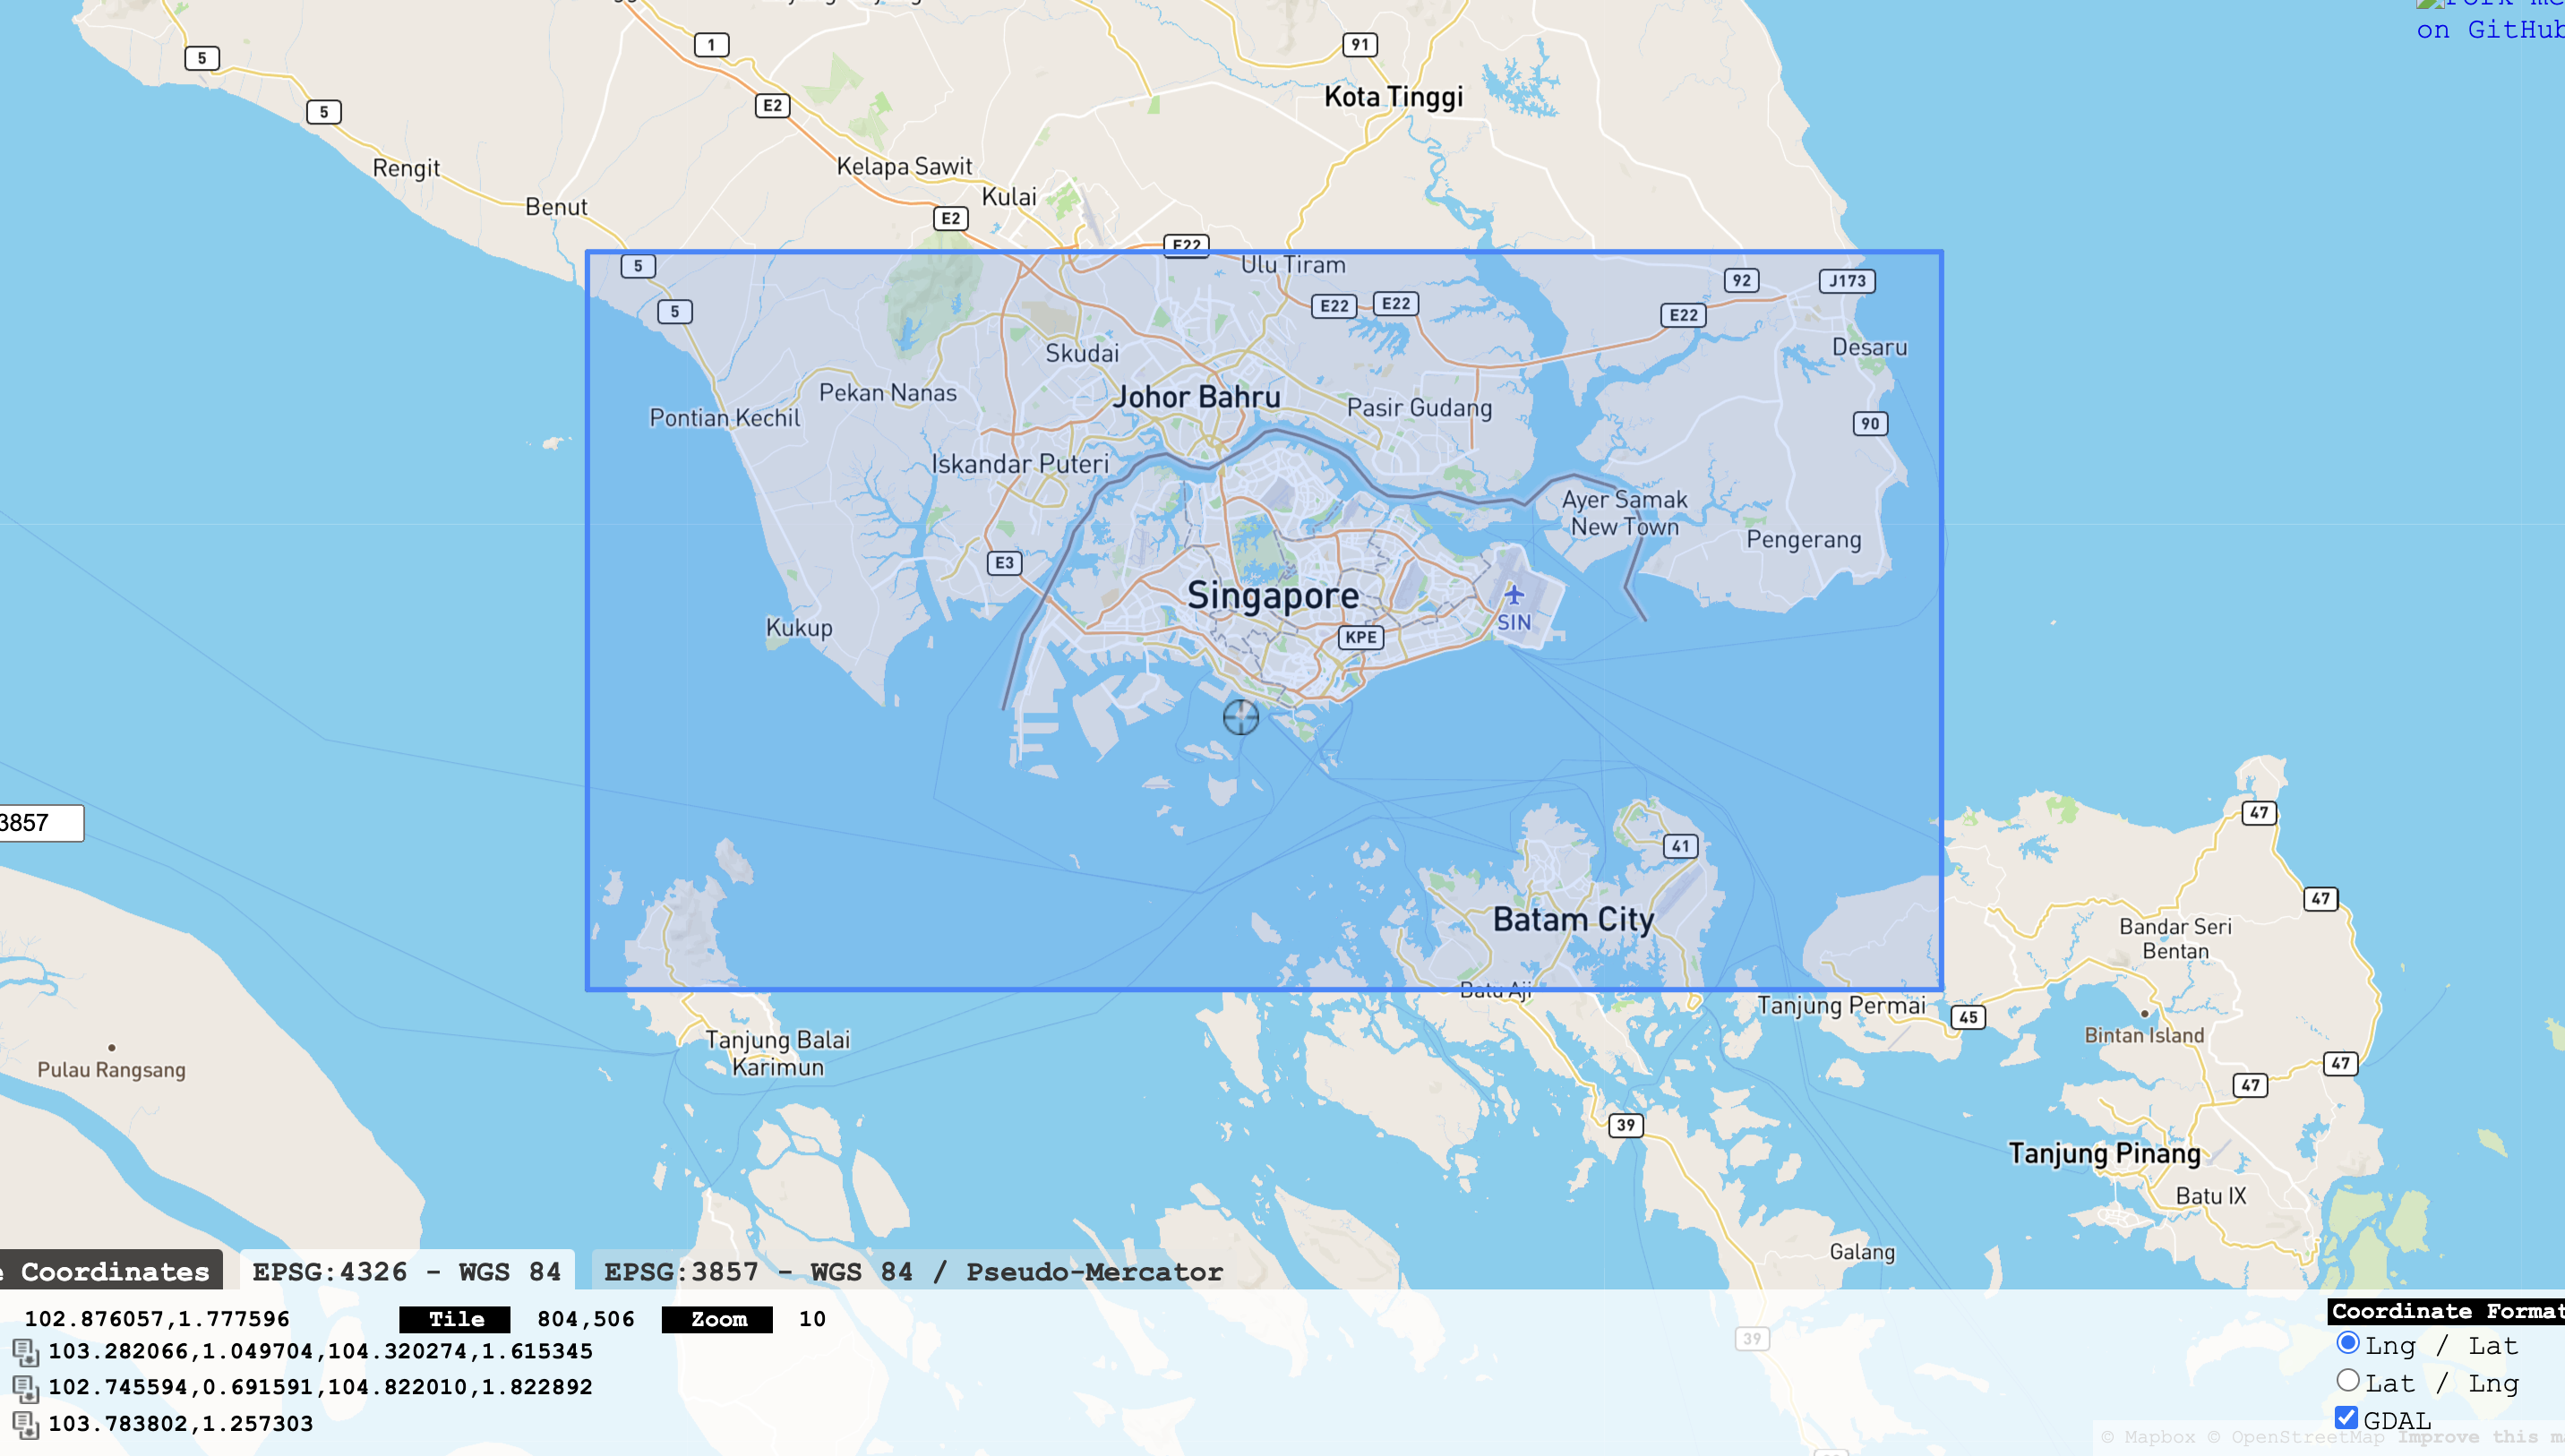 on GitHub
5
1
91
Kota Tinggi
E2
5
Rengit
Kelapa Sawit
Kulai
Benut
E2
E22
5
Ulu Tiram
92
J173
5
E22
E22
E22
Skudai
Desaru
Pekan Nanas
Johor Bahru
Pontian Kechil
Pasir Gudang
90
Iskandar Puteri
Ayer Samak
New Town
Pengerang
E3
Singapore
SIN
Kukup
KPE
3857
47
41
47
Batam City
Bandar Seri
Bentan
Batu Aji
Tanjung Permai
45
Bintan Island
Tanjung Balai
Karimun
Pulau Rangsang
47
47
39
Tanjung Pinang
Batu IX
Galang
e Coordinates
EPSG:4326 - WGS 84
EPSG:3857 - WGS 84 / Pseudo-Mercator
102.876057,1.777596 Tile 804,506 Zoom 10
103.282066,1.049704,104.320274,1.615345
102.745594,0.691591,104.822010,1.822892
103.783802,1.257303
39
Coordinate Format
Lng / Lat
Lat / Lng
GDAL
© Mapbox © OpenStreetMap Improve this m